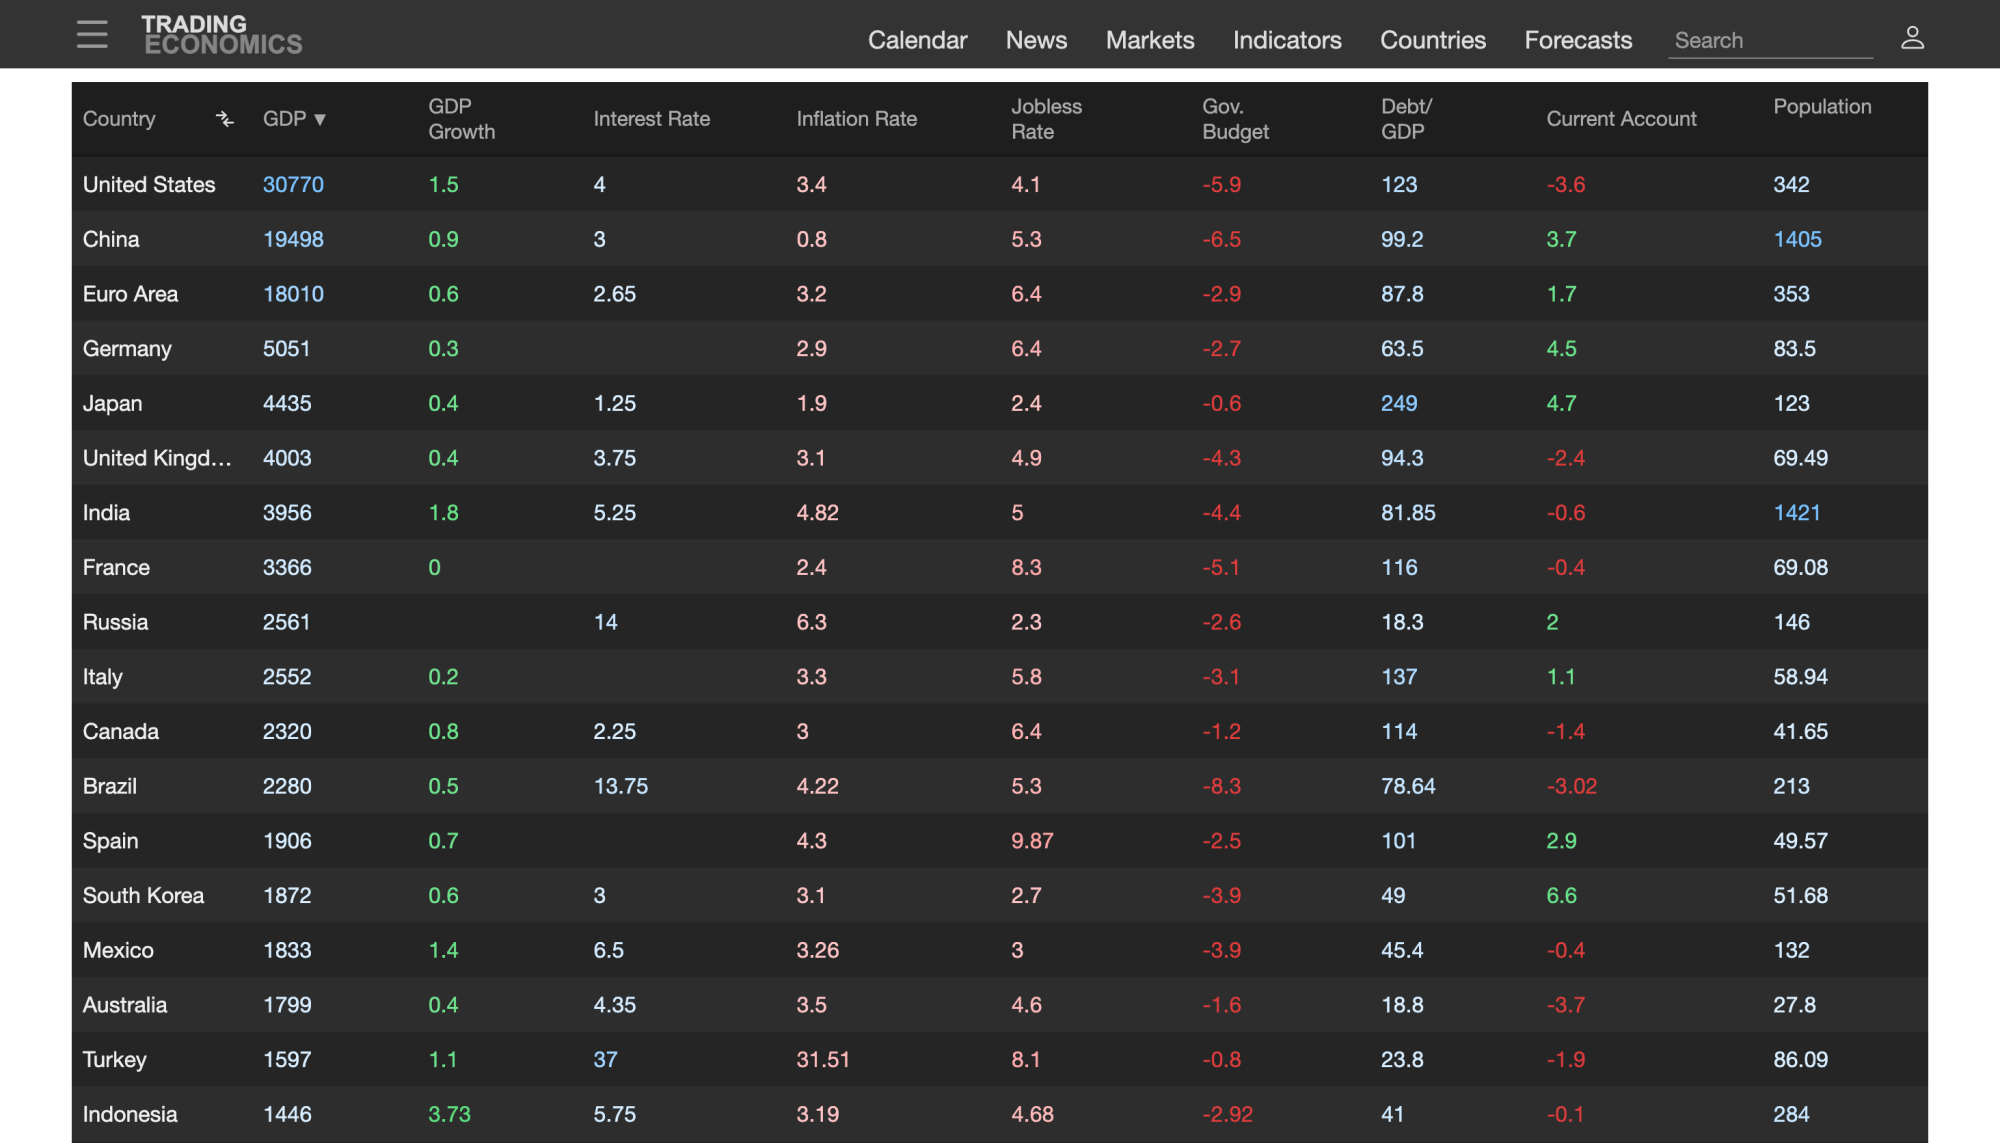 TRADING
ECONOMICS
Calendar News Markets Indicators Countries Forecasts Search
Country GDP ▼ GDP Growth Interest Rate Inflation Rate Jobless Rate Gov. Budget Debt/ GDP Current Account Population
United States 30770 1.5 4 3.4 4.1 -5.9 123 -3.6 342
China 19498 0.9 3 0.8 5.3 -6.5 99.2 3.7 1405
Euro Area 18010 0.6 2.65 3.2 6.4 -2.9 87.8 1.7 353
Germany 5051 0.3 2.9 6.4 -2.7 63.5 4.5 83.5
Japan 4435 0.4 1.25 1.9 2.4 -0.6 249 4.7 123
United Kingd... 4003 0.4 3.75 3.1 4.9 -4.3 94.3 -2.4 69.49
India 3956 1.8 5.25 4.82 5 -4.4 81.85 -0.6 1421
France 3366 0 2.4 8.3 -5.1 116 -0.4 69.08
Russia 2561 14 6.3 2.3 -2.6 18.3 2 146
Italy 2552 0.2 3.3 5.8 -3.1 137 1.1 58.94
Canada 2320 0.8 2.25 3 6.4 -1.2 114 -1.4 41.65
Brazil 2280 0.5 13.75 4.22 5.3 -8.3 78.64 -3.02 213
Spain 1906 0.7 4.3 9.87 -2.5 101 2.9 49.57
South Korea 1872 0.6 3 3.1 2.7 -3.9 49 6.6 51.68
Mexico 1833 1.4 6.5 3.26 3 -3.9 45.4 -0.4 132
Australia 1799 0.4 4.35 3.5 4.6 -1.6 18.8 -3.7 27.8
Turkey 1597 1.1 37 31.51 8.1 -0.8 23.8 -1.9 86.09
Indonesia 1446 3.73 5.75 3.19 4.68 -2.92 41 -0.1 284